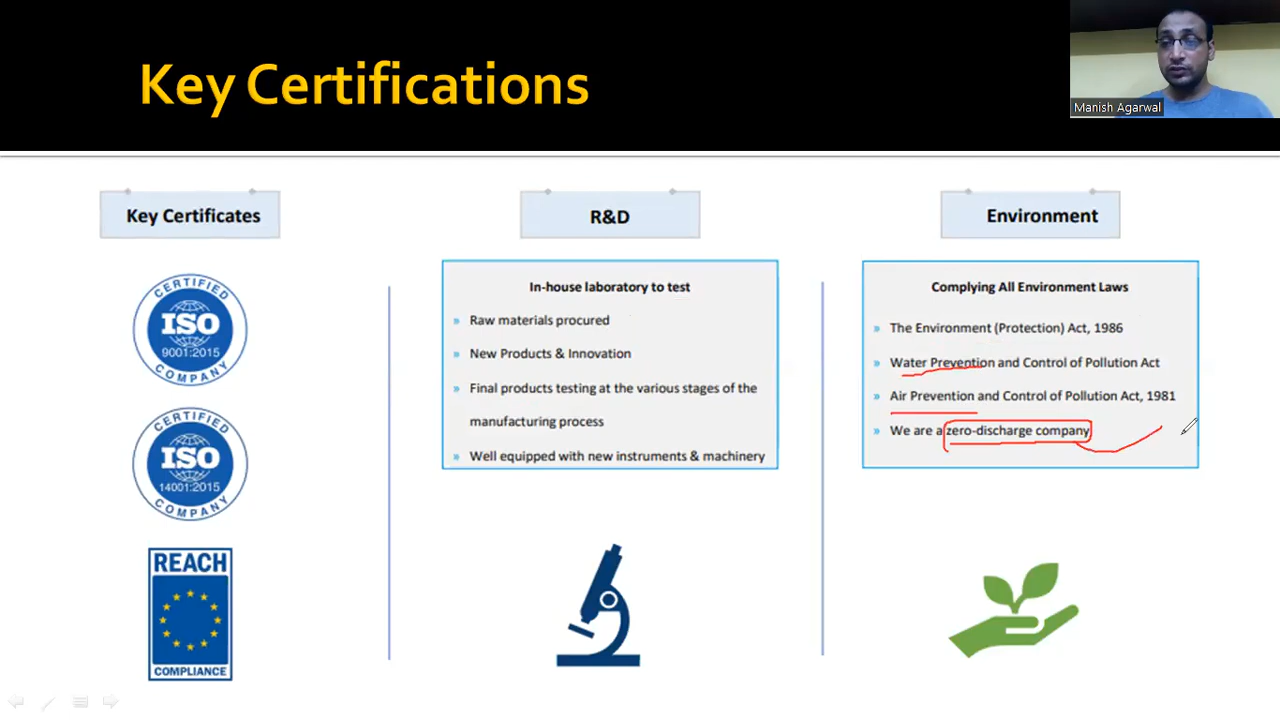 Key Certifications
Manish Agarwal
Key Certificates
CERTIFIED
ISO
9001:2015
COMPANY
CERTIFIED
ISO
14001:2015
COMPANY
REACH
COMPLIANCE
R&D
In-house laboratory to test
» Raw materials procured
» New Products & Innovation
» Final products testing at the various stages of the
manufacturing process
» Well equipped with new instruments & machinery
Environment
Complying All Environment Laws
» The Environment (Protection) Act, 1986
» Water Prevention and Control of Pollution Act
» Air Prevention and Control of Pollution Act, 1981
» We are a zero-discharge company